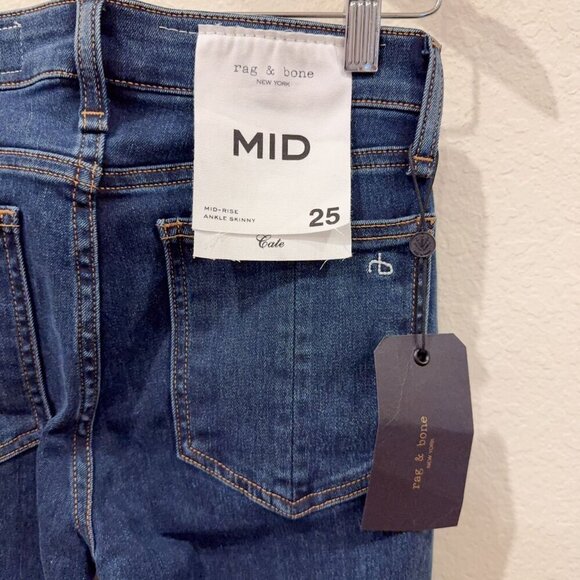 rag & bone
NEW YORK
MID
MID-RISE
ANKLE SKINNY
25
Cate
rb
rag & bone
NEW YORK